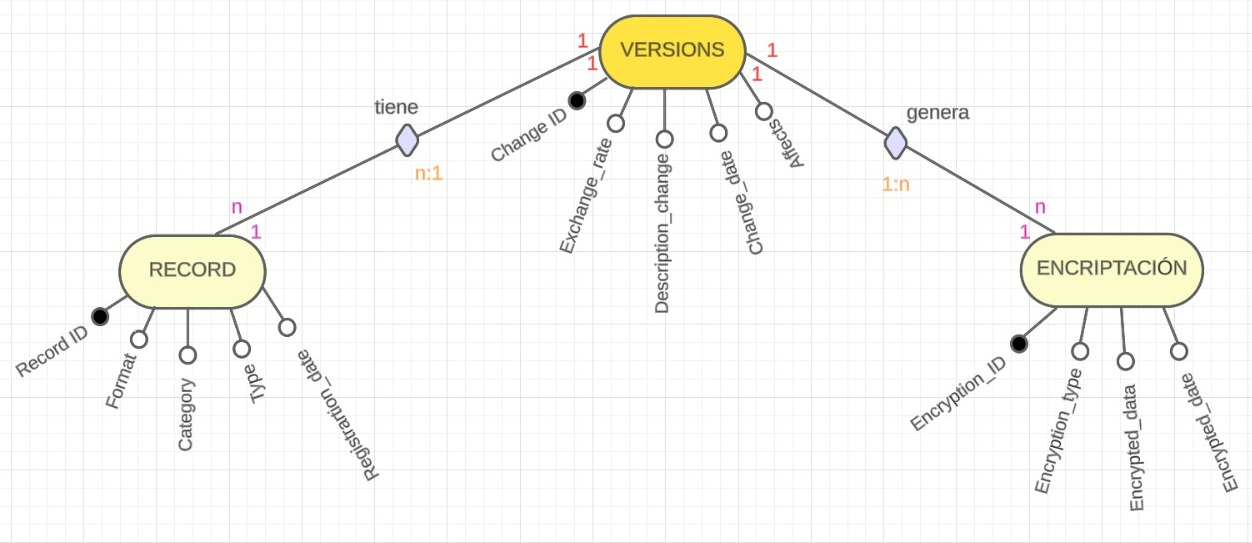 VERSIONS
1
1
1
1
tiene
genera
n:1
1:n
Change ID
Exchange_rate
Description_change
Change_date
Affects
n
1
n
1
RECORD
ENCRIPTACIÓN
Record ID
Format
Category
Type
Registrantion_date
Encryption_ID
Encryption_type
Encrypted_data
Encrypted_date